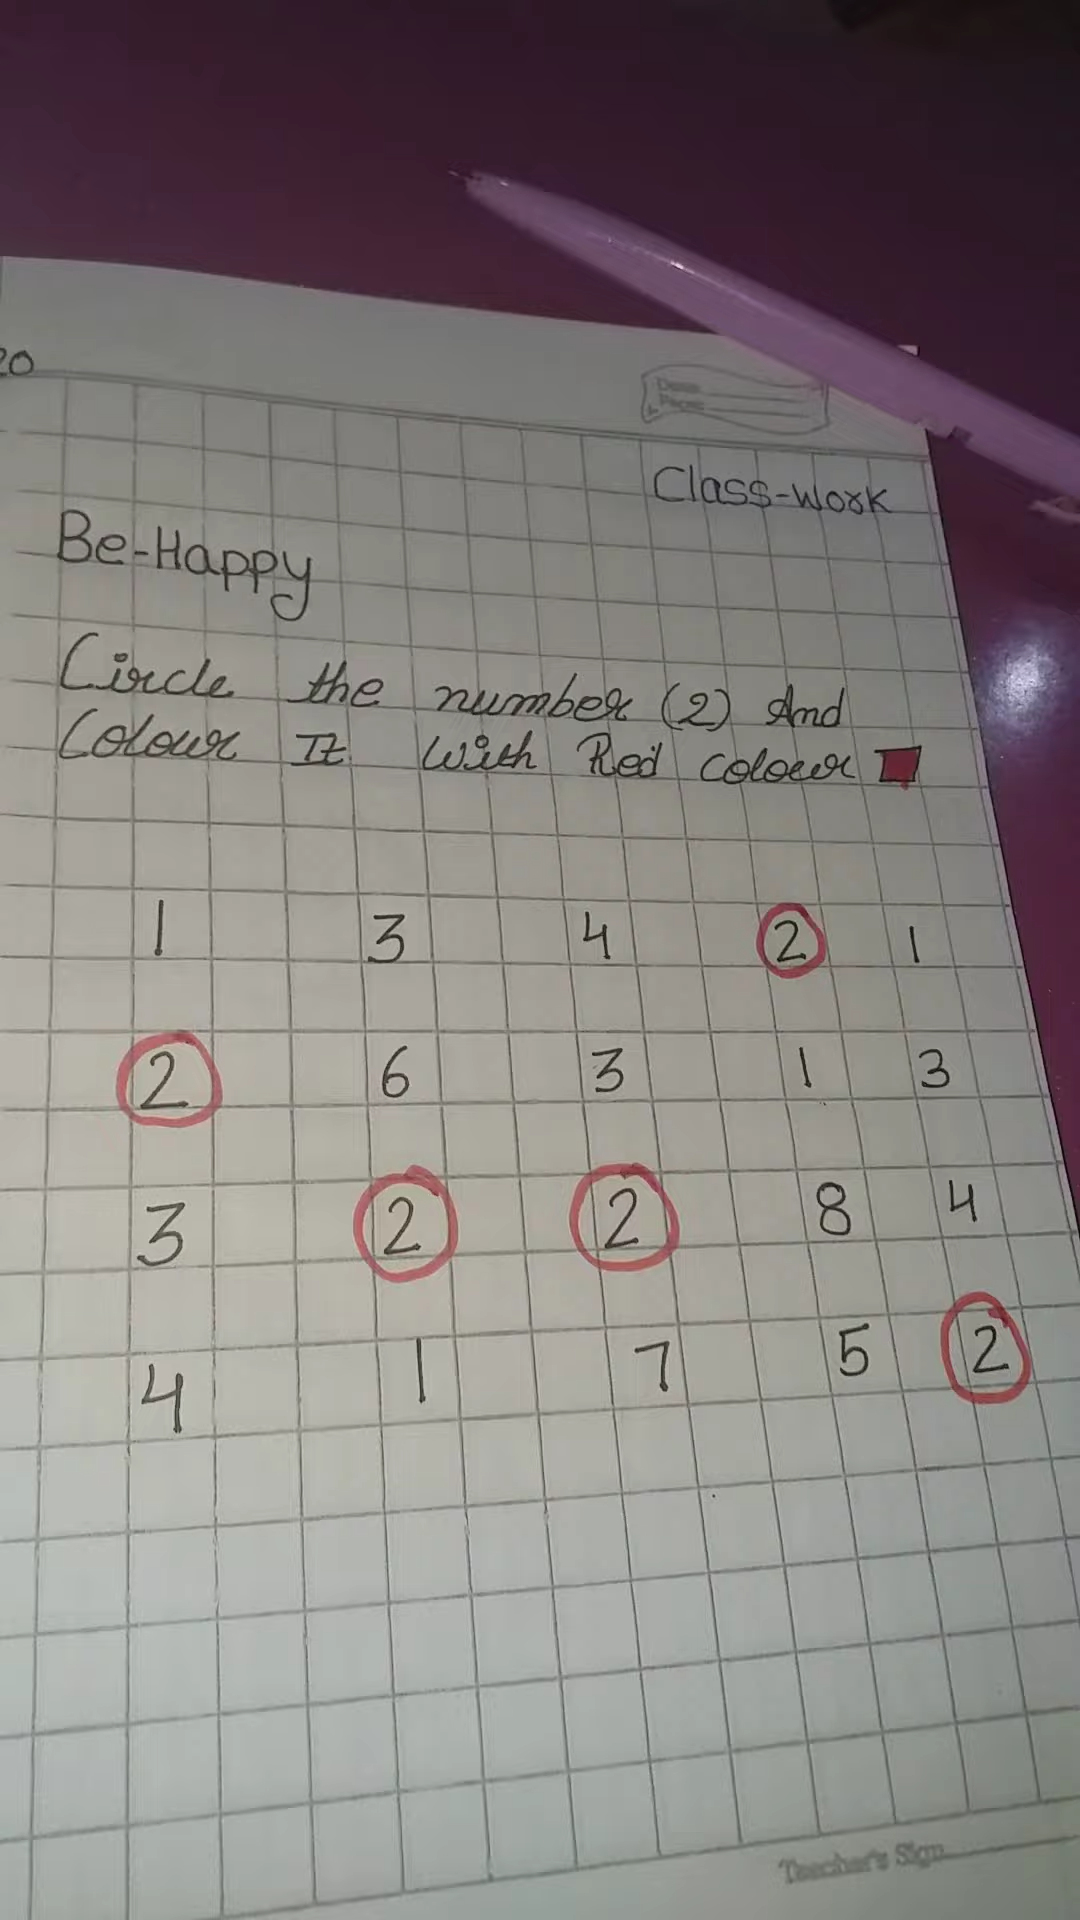 20
Class-work
Be-Happy
Circle the number (2) And
Colour It with Red colour
1 3 4 2 1
2 6 3 1 3
3 2 2 8 4
4 1 7 5 2
Teacher's Sign